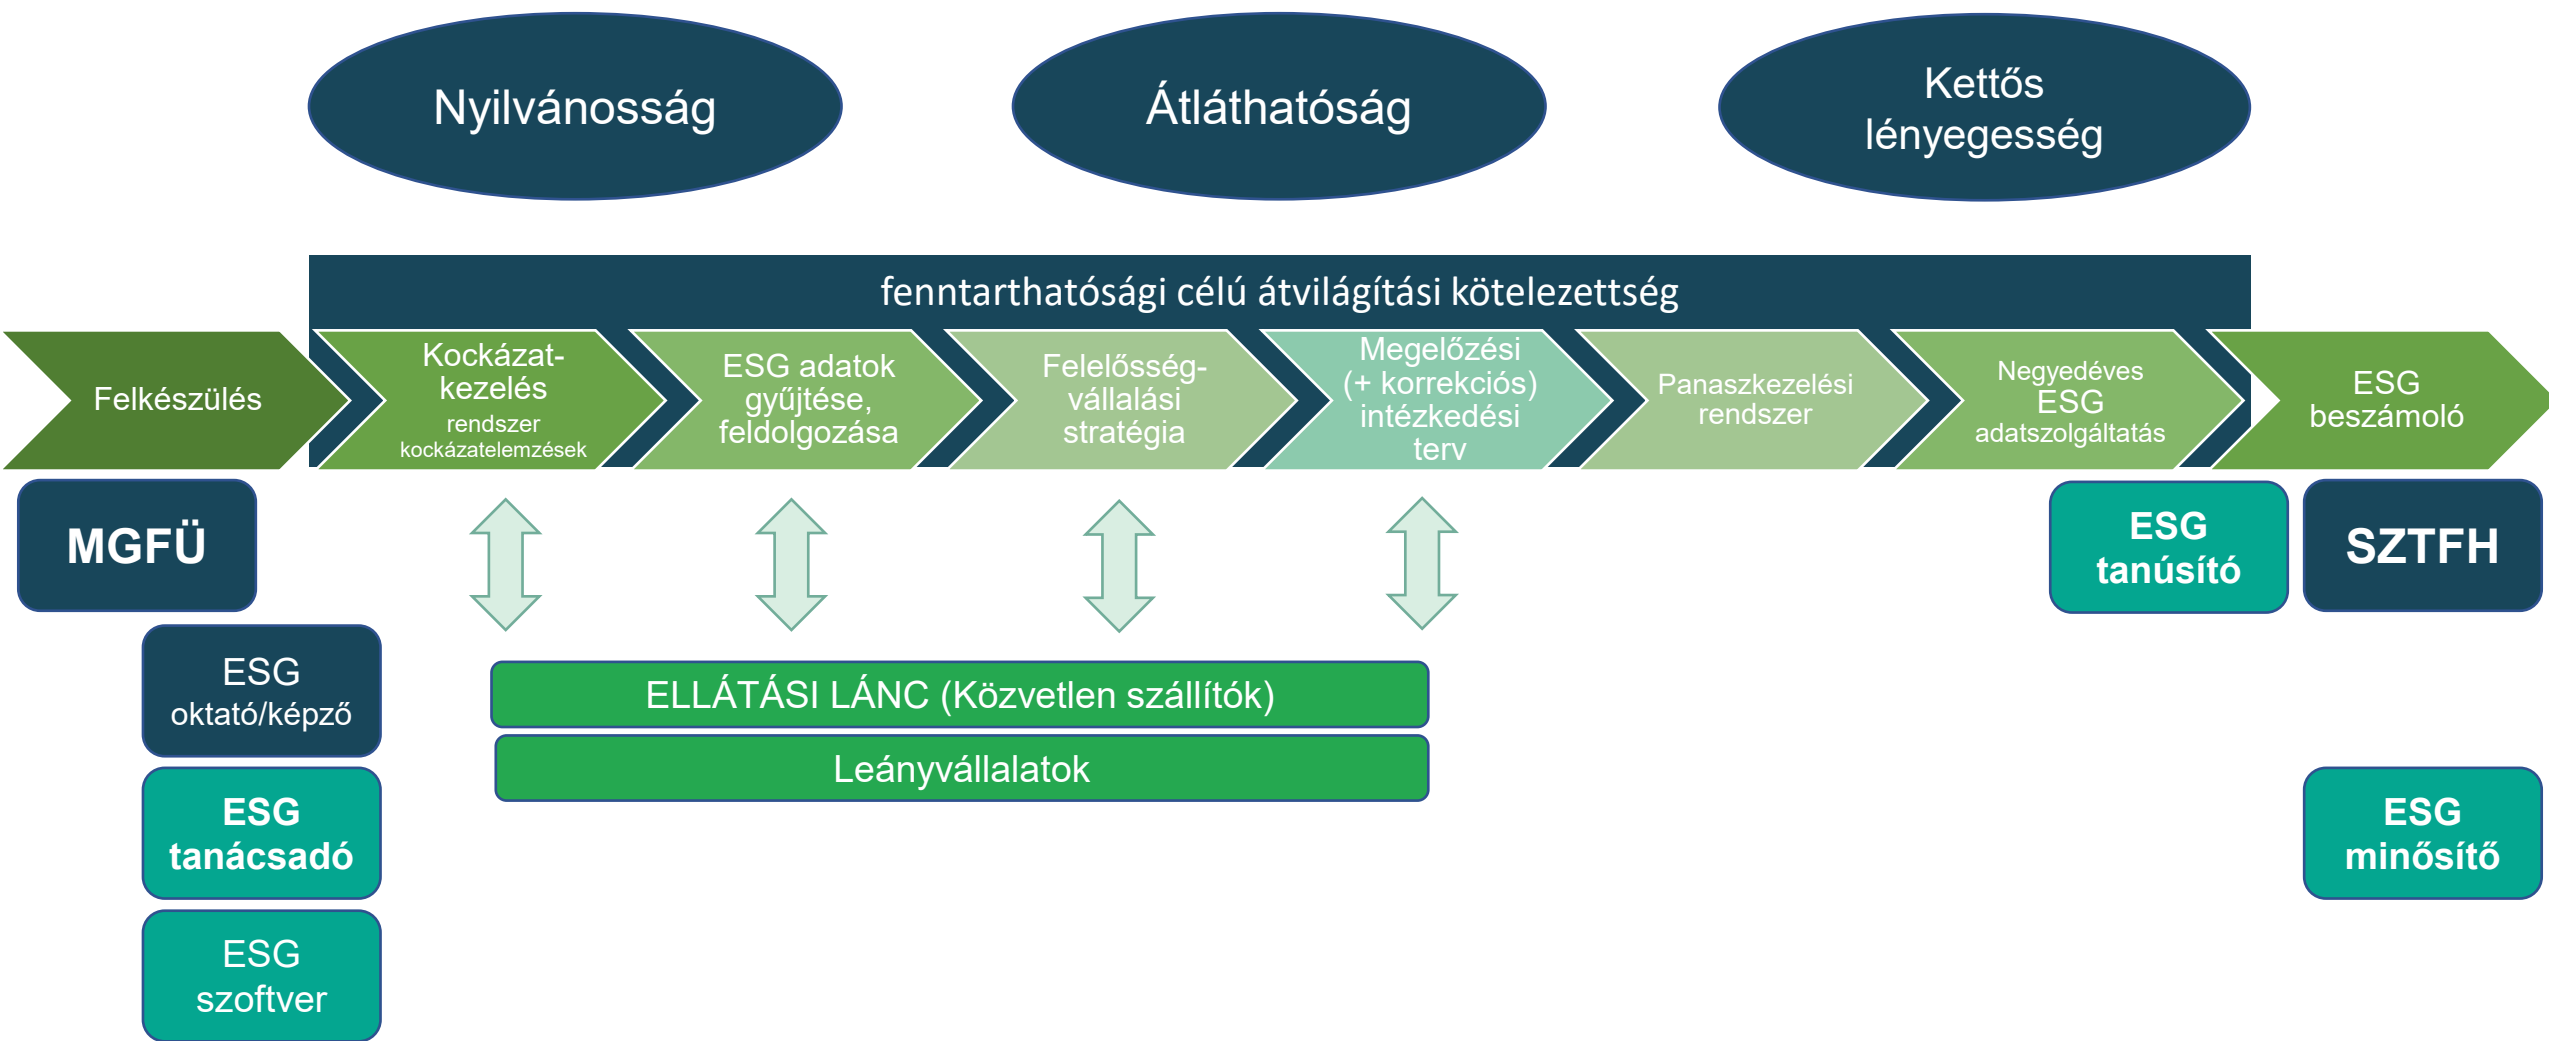 Nyilvánosság
Átláthatóság
Kettős
lényegesség
fenntarthatósági célú átvilágítási kötelezettség
Felkészülés
Kockázat-
kezelés
rendszer
kockázatelemzések
ESG adatok
gyűjtése,
feldolgozása
Felelősség-
vállalási
stratégia
Megelőzési
(+ korrekciós)
intézkedési
terv
Panaszkezelési
rendszer
Negyedéves
ESG
adatszolgáltatás
ESG
beszámoló
MGFÜ
ESG
tanúsító
SZTFH
ESG
oktató/képző
ELLÁTÁSI LÁNC (Közvetlen szállítók)
Leányvállalatok
ESG
tanácsadó
ESG
minősítő
ESG
szoftver